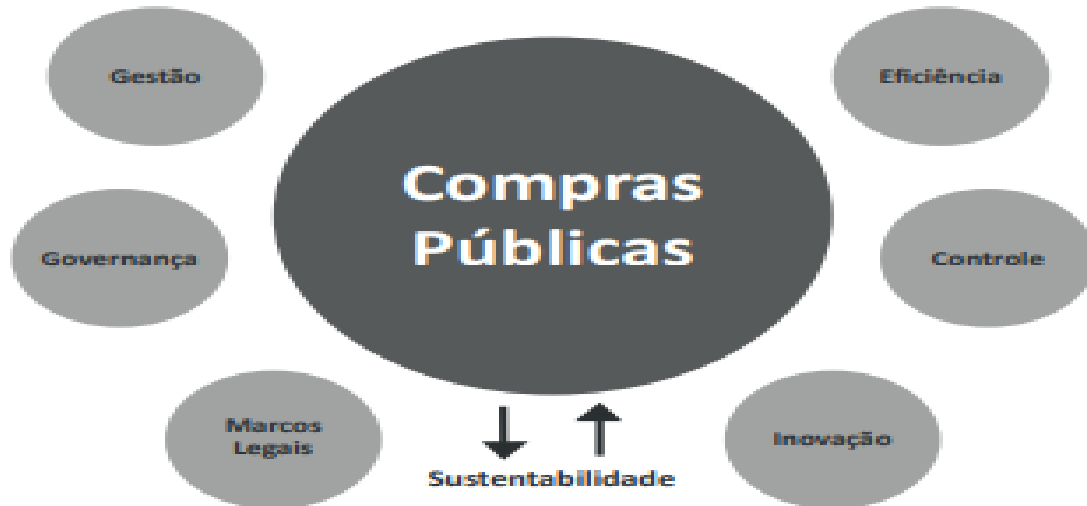 Gestão
Eficiência
Compras
Públicas
Governança
Controle
Marcos
Legais
Inovação
Sustentabilidade